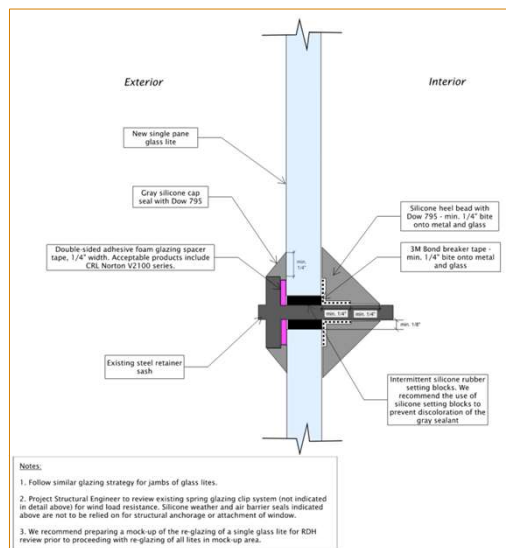 Exterior
Interior
New single pane
glass lite
Gray silicone cap
seal with Dow 795
Double-sided adhesive foam glazing spacer
tape, 1/4" width. Acceptable products include
CRL Norton V2100 series.
Existing steel retainer
sash
min.
1/4"
Silicone heel bead with
Dow 795 - min. 1/4" bite
onto metal and glass
3M Bond breaker tape -
min. 1/4" bite onto metal
and glass
min. 1/4"
min. 1/4"
min. 1/8"
Intermittent silicone rubber
setting blocks. We
recommend the use of
silicone setting blocks to
prevent discoloration of the
gray sealant
Notes:
1. Follow similar glazing strategy for jambs of glass lites.
2. Project Structural Engineer to review existing spring glazing clip system (not indicated
in detail above) for wind load resistance. Silicone weather and air barrier seals indicated
above are not to be relied on for structural anchorage or attachment of window.
3. We recommend preparing a mock-up of the re-glazing of a single glass lite for RDH
review prior to proceeding with re-glazing of all lites in mock-up area.